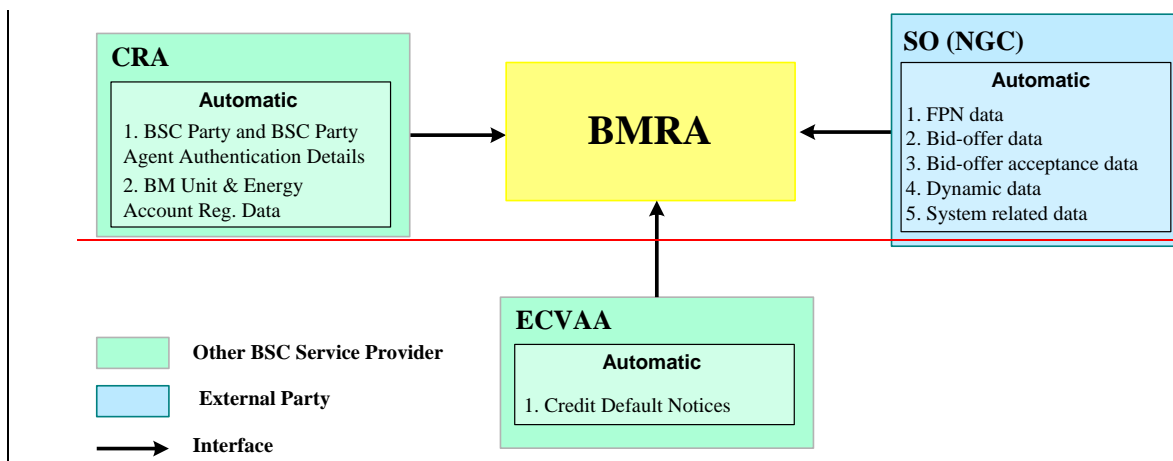 CRA
Automatic
1. BSC Party and BSC Party
Agent Authentication Details
2. BM Unit & Energy
Account Reg. Data
BMRA
SO (NGC)
Automatic
1. FPN data
2. Bid-offer data
3. Bid-offer acceptance data
4. Dynamic data
5. System related data
ECVAA
Automatic
1. Credit Default Notices
Other BSC Service Provider
External Party
Interface